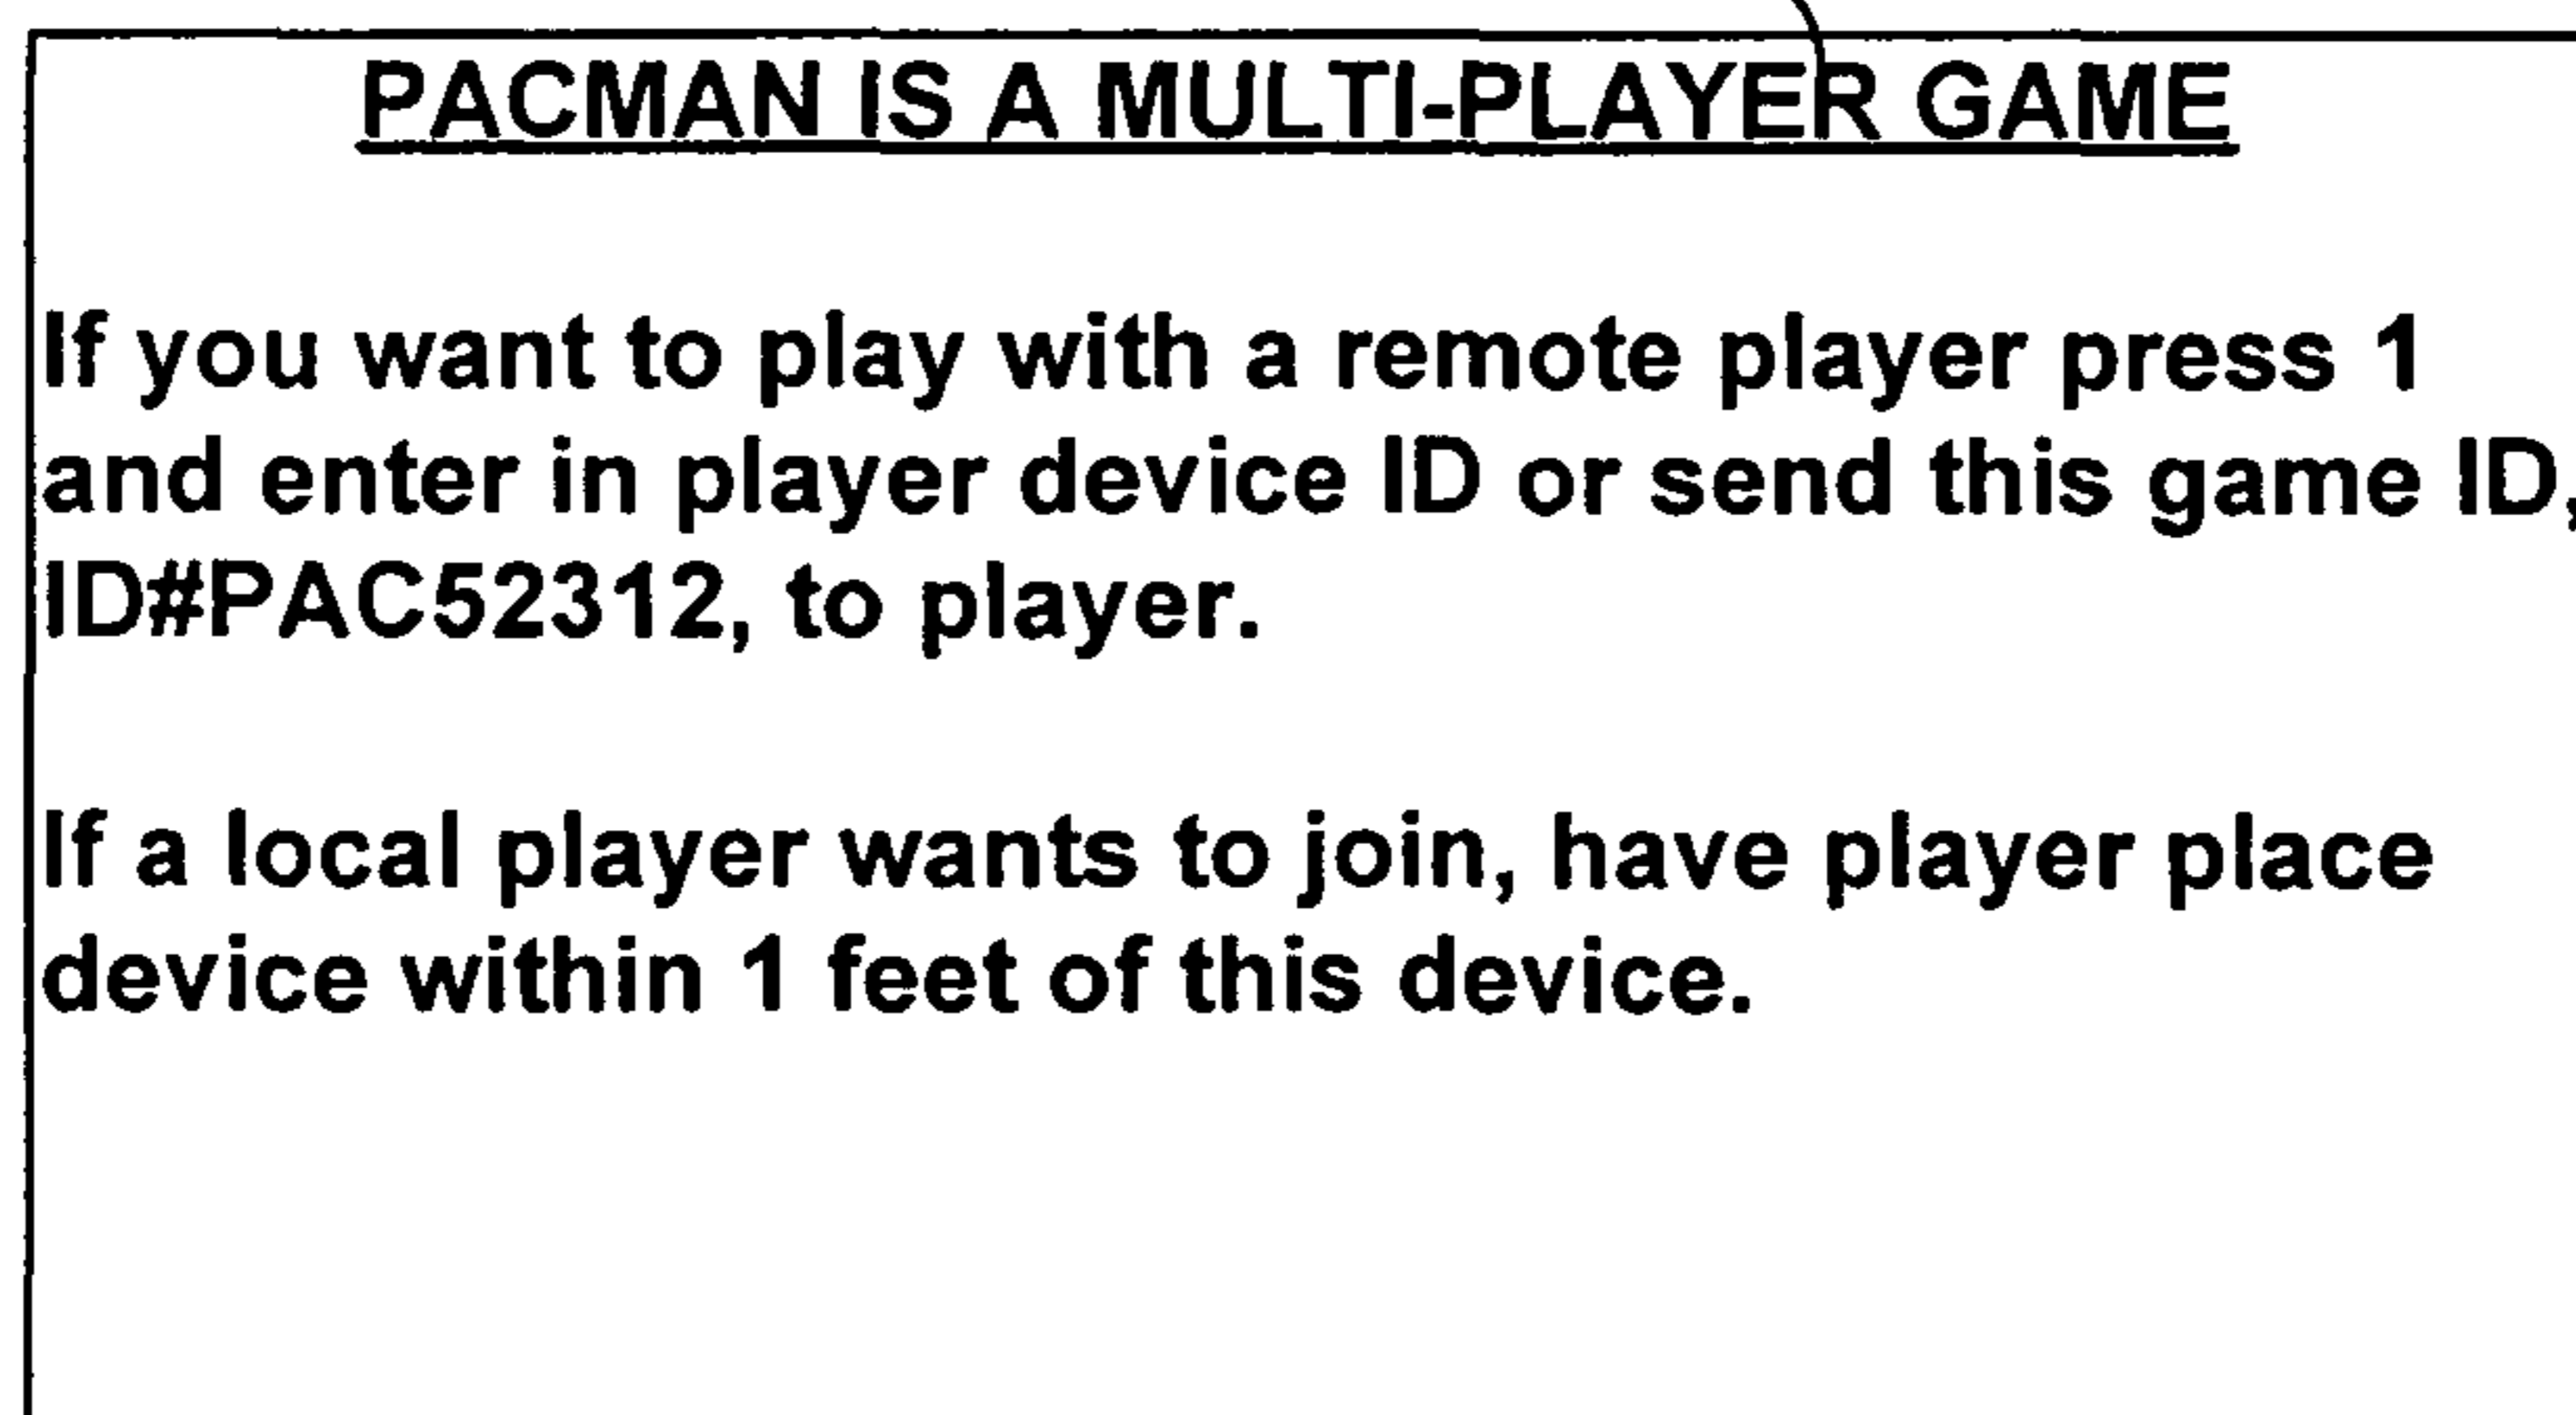 PACMAN IS A MULTI-PLAYER GAME
If you want to play with a remote player press 1
and enter in player device ID or send this game ID,
ID#PAC52312, to player.
If a local player wants to join, have player place
device within 1 feet of this device.